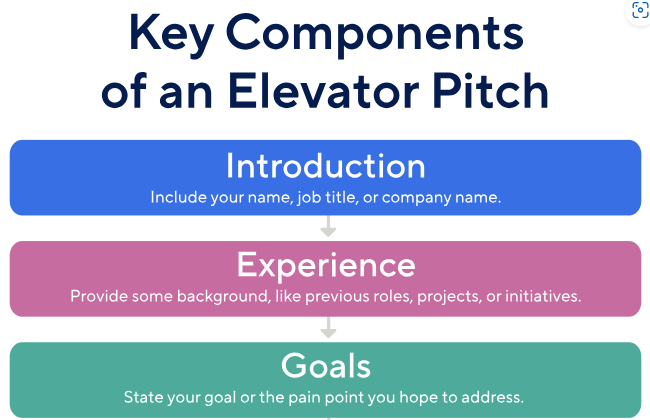 Key Components
of an Elevator Pitch
Introduction
Include your name, job title, or company name.
Experience
Provide some background, like previous roles, projects, or initiatives.
Goals
State your goal or the pain point you hope to address.